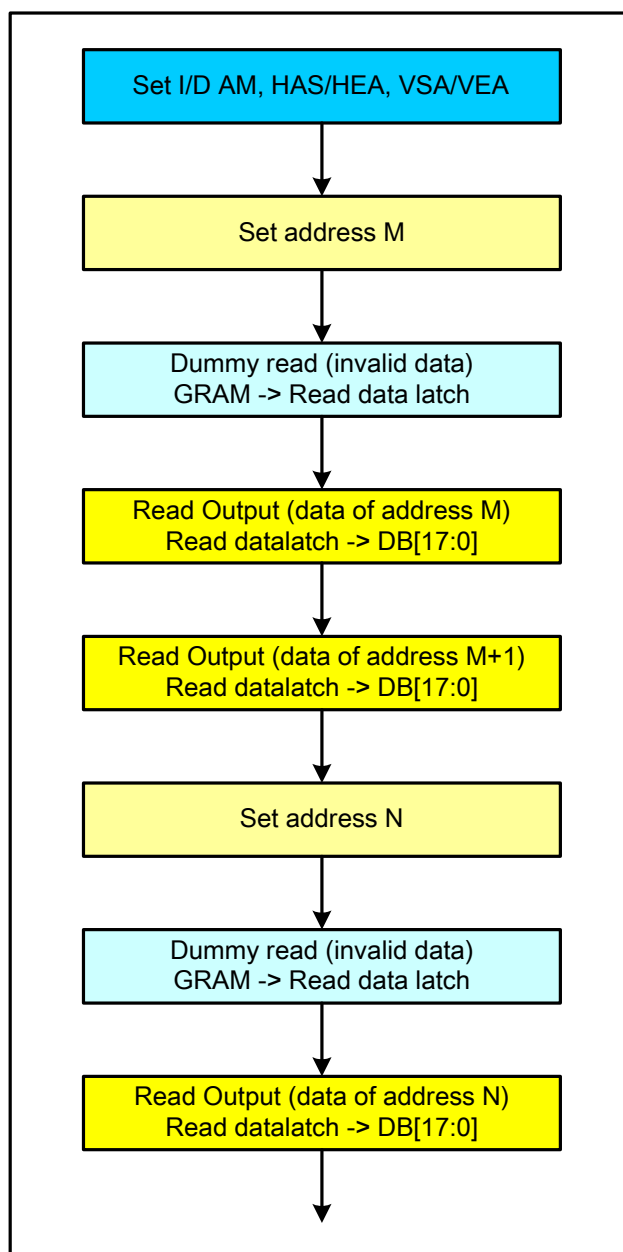 Set I/D AM, HAS/HEA, VSA/VEA
Set address M
Dummy read (invalid data)
GRAM -> Read data latch
Read Output (data of address M)
Read datalatch -> DB[17:0]
Read Output (data of address M+1)
Read datalatch -> DB[17:0]
Set address N
Dummy read (invalid data)
GRAM -> Read data latch
Read Output (data of address N)
Read datalatch -> DB[17:0]